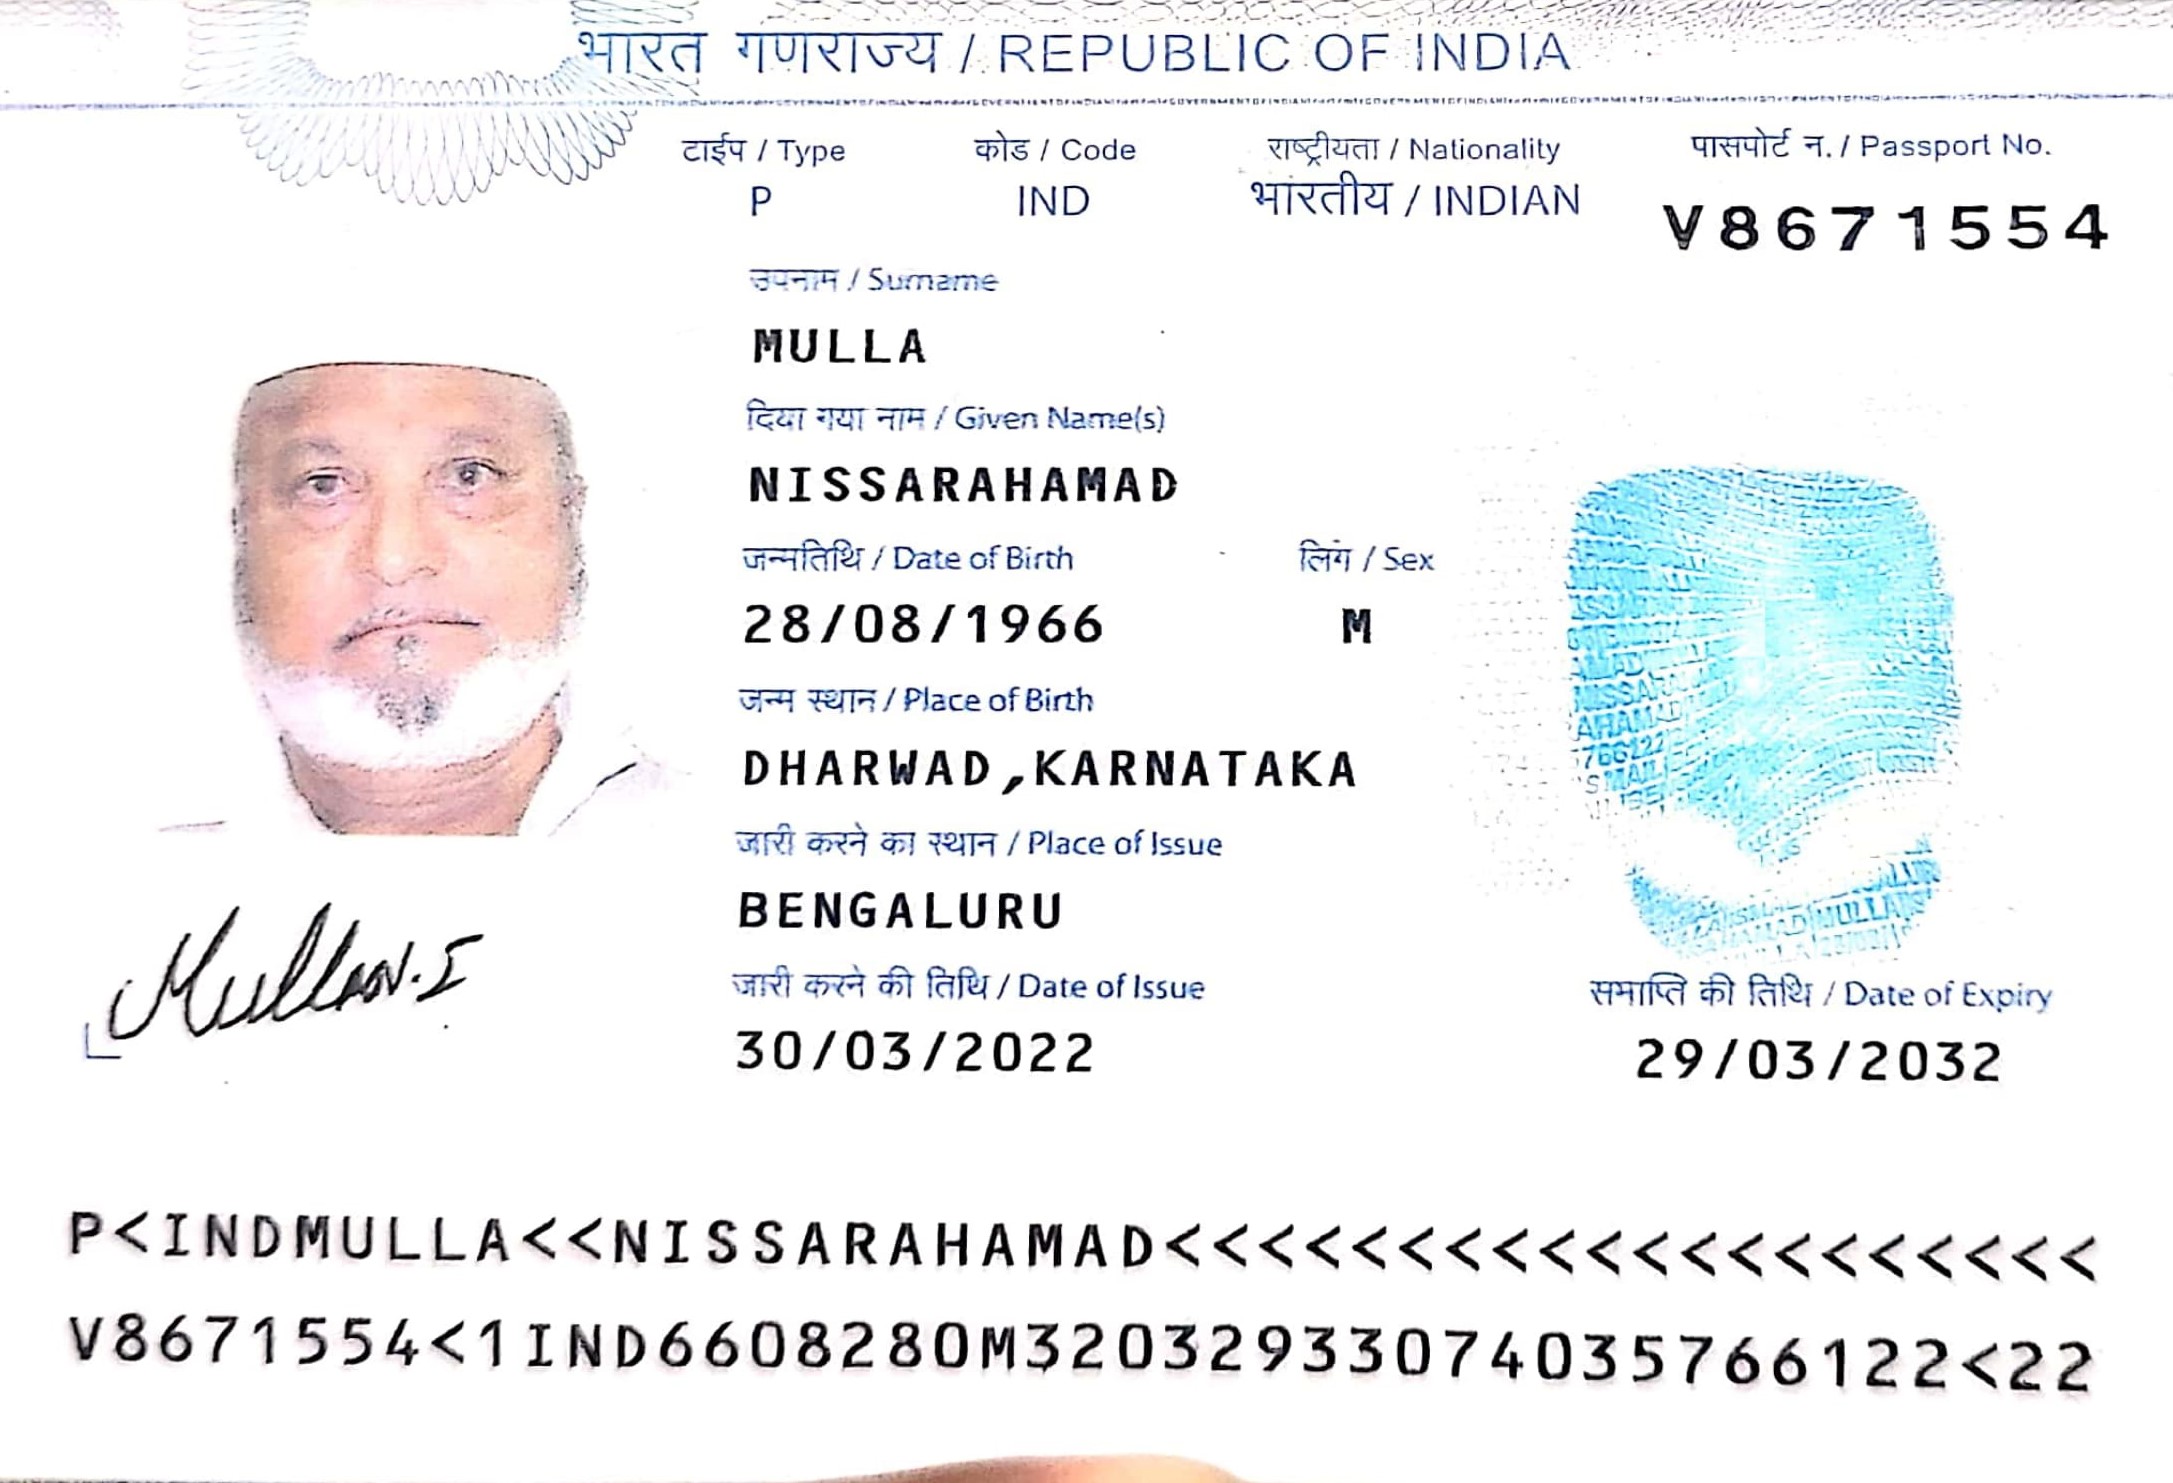 भारत गणराज्य / REPUBLIC OF INDIA
टाईप / Type
कोड / Code
राष्ट्रीयता / Nationality
पासपोर्ट न. / Passport No.
P
IND
भारतीय / INDIAN
V8671554
उपनाम / Surname
MULLA
दिया गया नाम / Given Name(s)
NISSARAHAMAD
जन्मतिथि / Date of Birth
लिंग / Sex
28/08/1966
M
जन्म स्थान / Place of Birth
DHARWAD,KARNATAKA
जारी करने का स्थान / Place of Issue
BENGALURU
Mulla N.I
जारी करने की तिथि / Date of Issue
समाप्ति की तिथि / Date of Expiry
30/03/2022
29/03/2032
P<INDMULLA<<NISSARAHAMAD<<<<<<<<<<<<<<<<<<<<
V8671554<1IND6608280M32032933074035766122<22